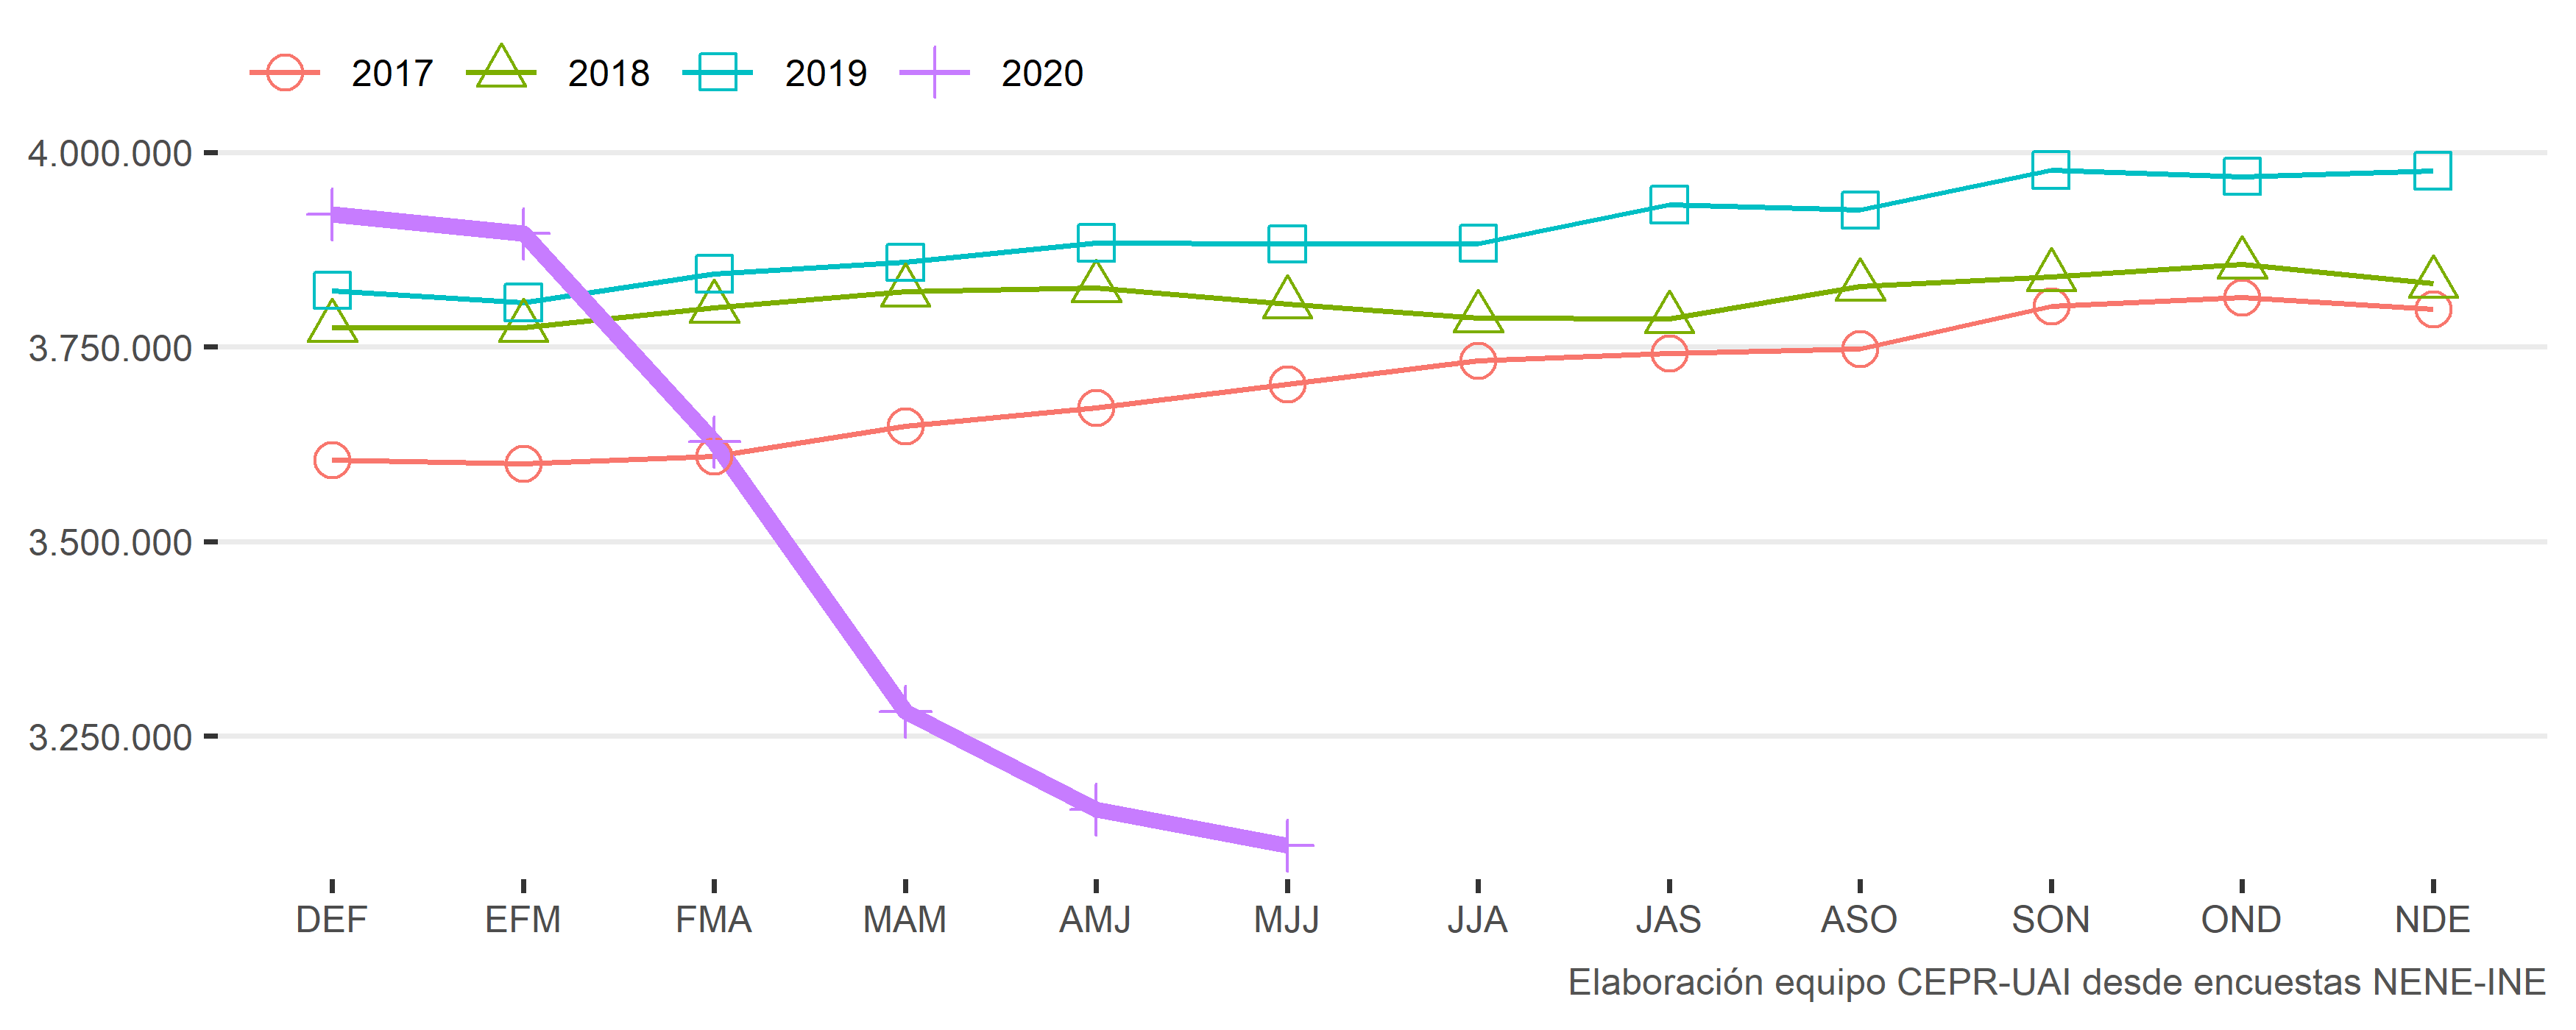 2017 2018 2019 2020
4.000.000
3.750.000
3.500.000
3.250.000
DEF EFM FMA MAM AMJ MJJ JJA JAS ASO SON OND NDE
Elaboración equipo CEPR-UAI desde encuestas NENE-INE